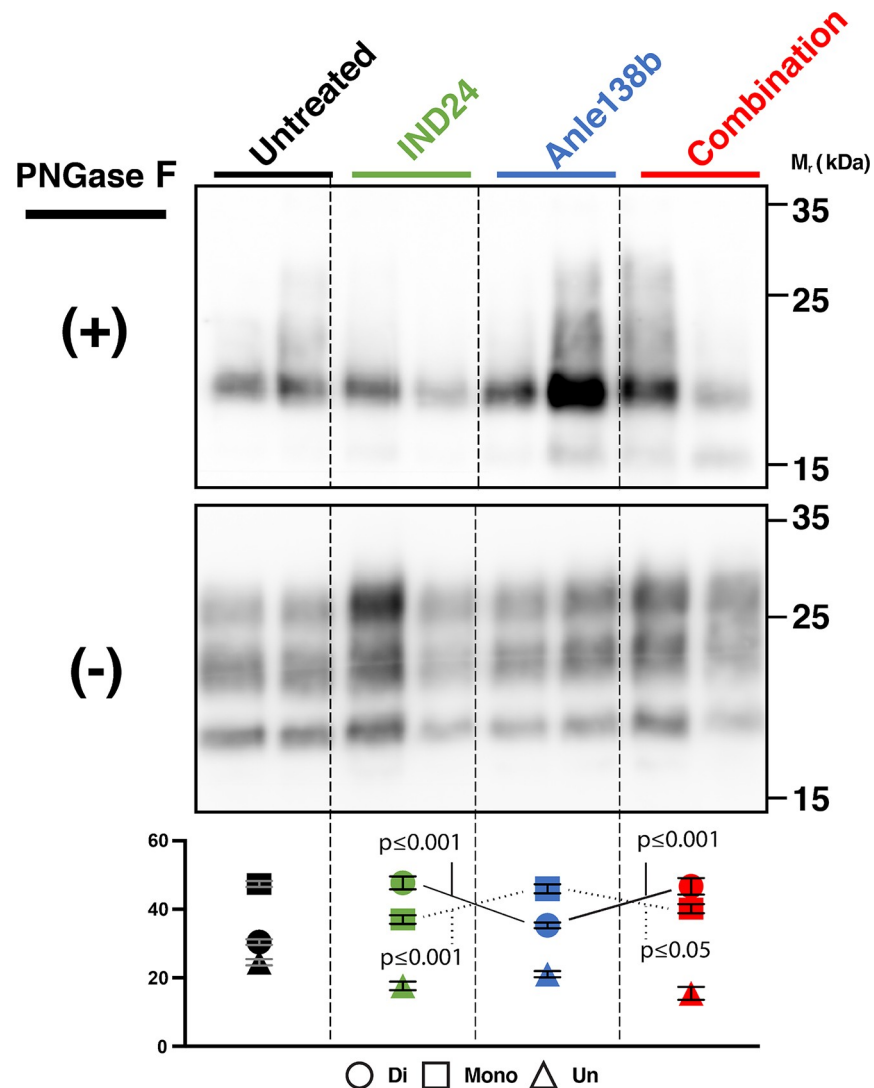 Untreated
IND24
Anle138b
Combination
PNGase F
Mr (kDa)
35
(+)
25
15
35
25
(-)
15
60
p≤0.001
p≤0.001
40
p≤0.001
p≤0.05
20
0
Di Mono Un